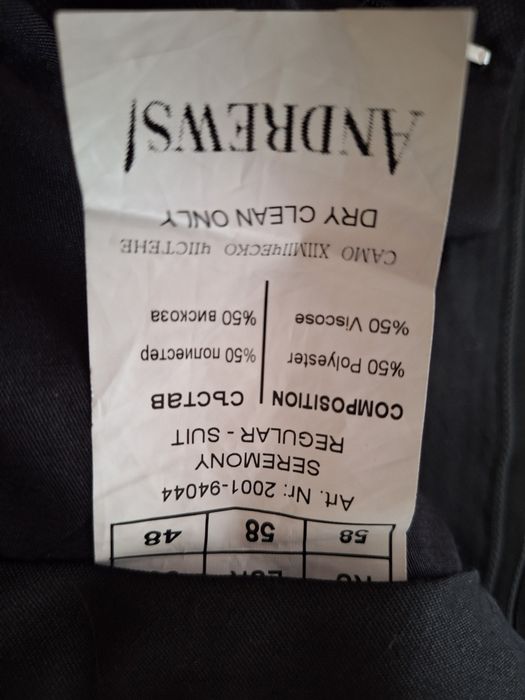 58 58 48
Art. Nr: 2001-94044
SEREMONY
REGULAR - SUIT
COMPOSITION СЪСТАВ
%50 Polyester %50 полиестер
%50 Viscose %50 вискоза
САМО ХИМИЧЕСКО ЧИСТЕНЕ
DRY CLEAN ONLY
ANDREWS/